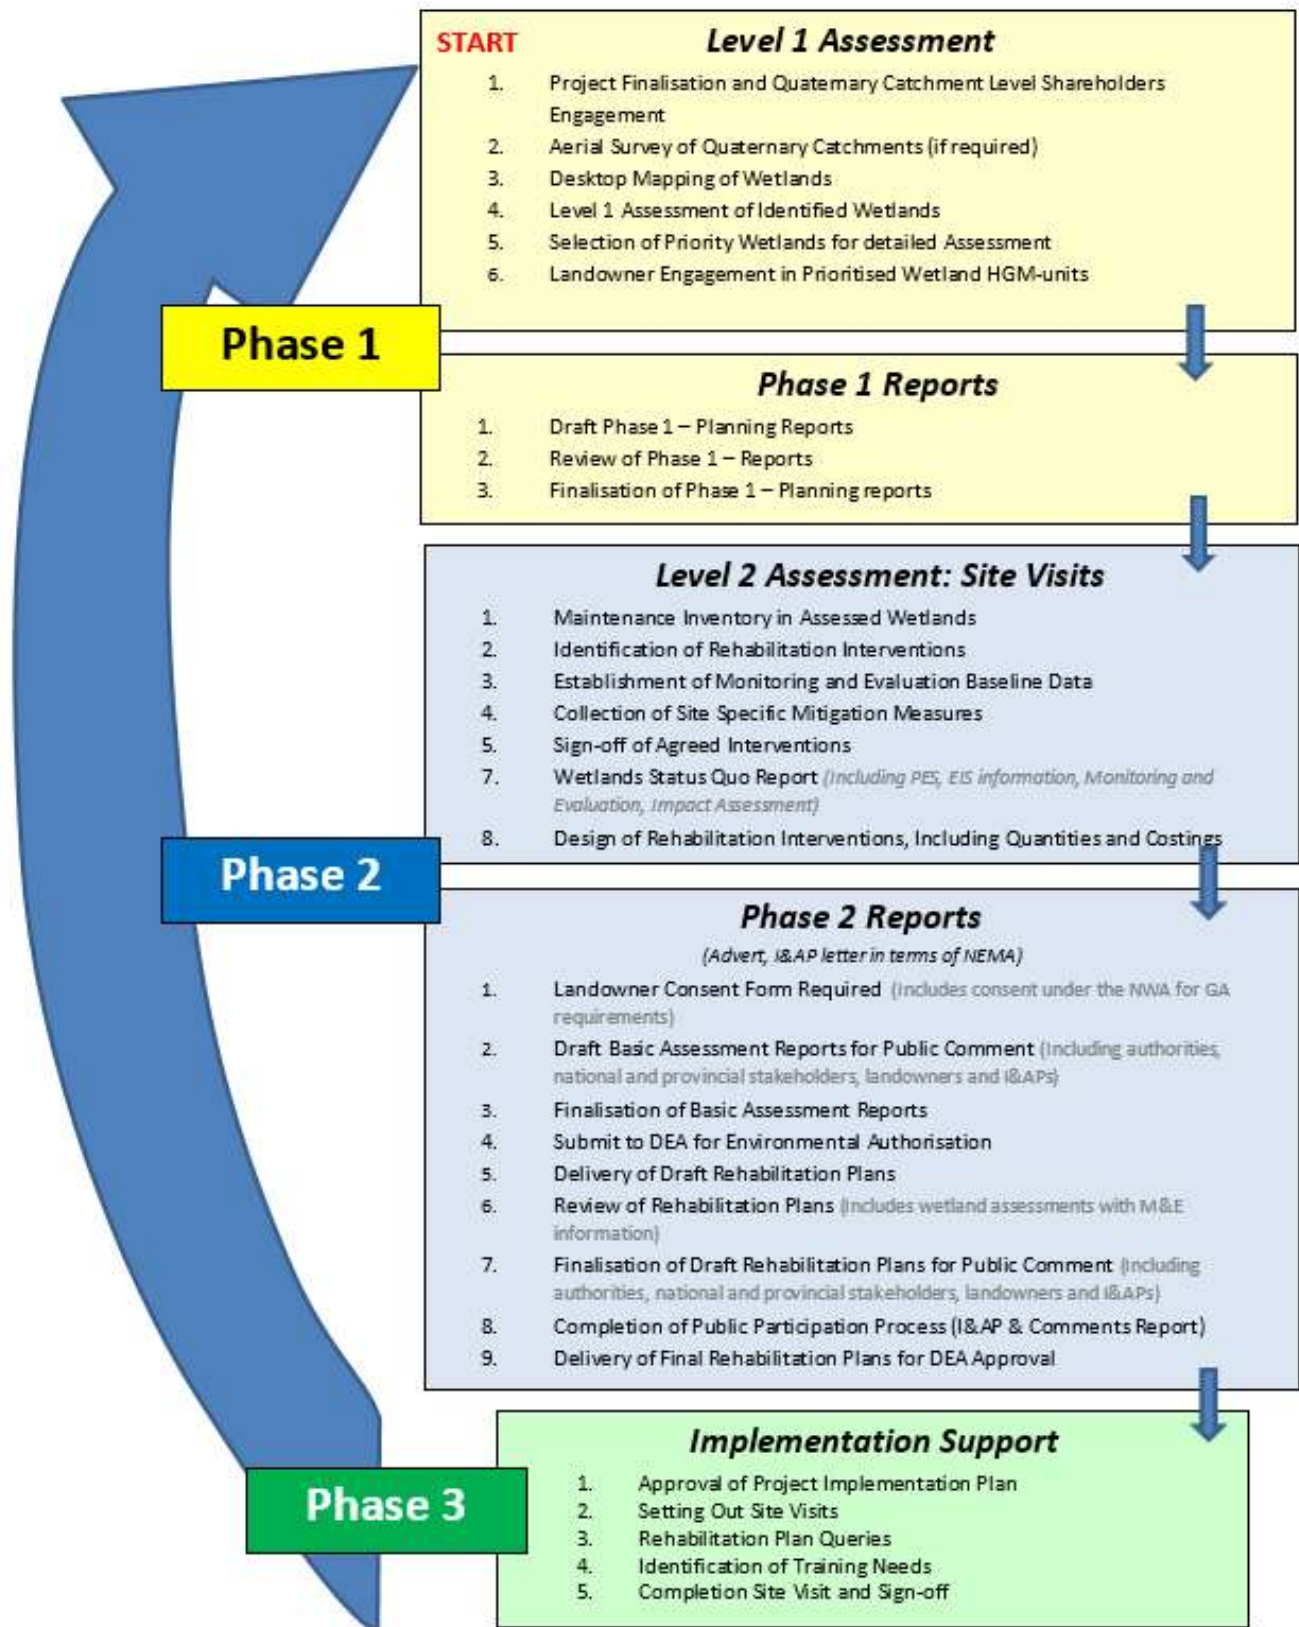 START
Level 1 Assessment
1. Project Finalisation and Quaternary Catchment Level Shareholders
Engagement
2. Aerial Survey of Quaternary Catchments (if required)
3. Desktop Mapping of Wetlands
4. Level 1 Assessment of Identified Wetlands
5. Selection of Priority Wetlands for detailed Assessment
6. Landowner Engagement in Prioritised Wetland HGM-units
Phase 1
Phase 1 Reports
1. Draft Phase 1 – Planning Reports
2. Review of Phase 1 – Reports
3. Finalisation of Phase 1 – Planning reports
Level 2 Assessment: Site Visits
1. Maintenance Inventory in Assessed Wetlands
2. Identification of Rehabilitation Interventions
3. Establishment of Monitoring and Evaluation Baseline Data
4. Collection of Site Specific Mitigation Measures
5. Sign-off of Agreed Interventions
7. Wetlands Status Quo Report (Including PES, EIS information, Monitoring and
Evaluation, Impact Assessment)
8. Design of Rehabilitation Interventions, Including Quantities and Costings
Phase 2
Phase 2 Reports
(Advert, I&AP letter in terms of NEMA)
1. Landowner Consent Form Required (Includes consent under the NWA for GA
requirements)
2. Draft Basic Assessment Reports for Public Comment (Including authorities,
national and provincial stakeholders, landowners and I&APs)
3. Finalisation of Basic Assessment Reports
4. Submit to DEA for Environmental Authorisation
5. Delivery of Draft Rehabilitation Plans
6. Review of Rehabilitation Plans (Includes wetland assessments with M&E
information)
7. Finalisation of Draft Rehabilitation Plans for Public Comment (Including
authorities, national and provincial stakeholders, landowners and I&APs)
8. Completion of Public Participation Process (I&AP & Comments Report)
9. Delivery of Final Rehabilitation Plans for DEA Approval
Phase 3
Implementation Support
1. Approval of Project Implementation Plan
2. Setting Out Site Visits
3. Rehabilitation Plan Queries
4. Identification of Training Needs
5. Completion Site Visit and Sign-off